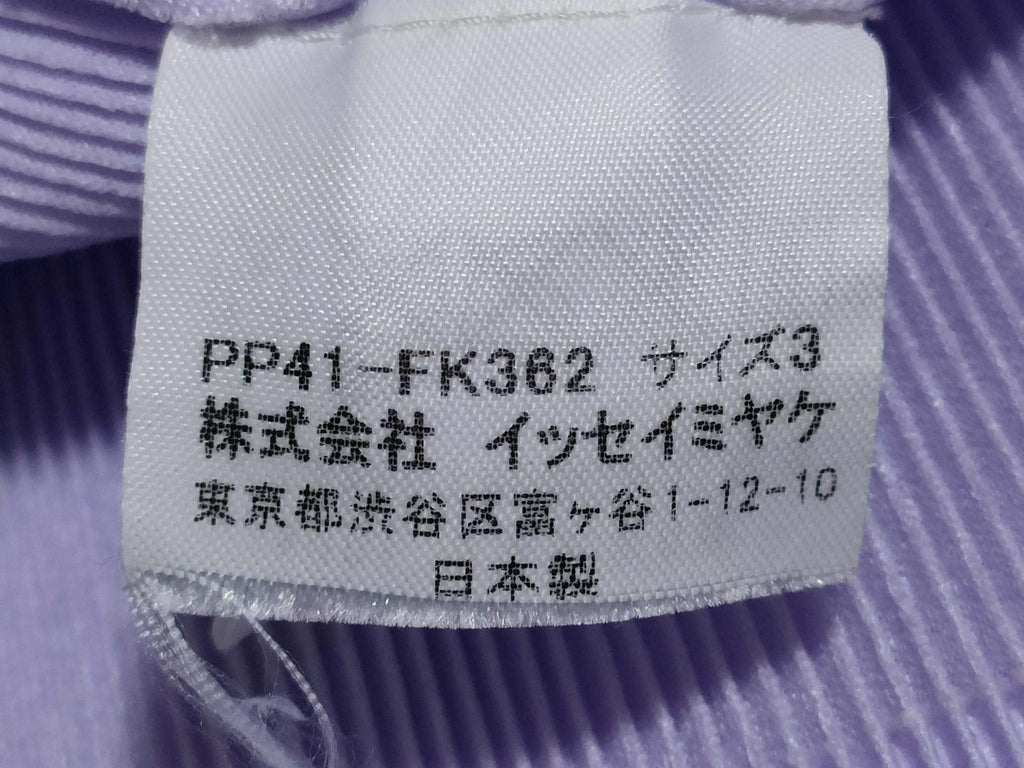 PP41-FK362 サイズ3
株式会社 イッセイミヤケ
東京都渋谷区富ヶ谷1-12-10
日本製